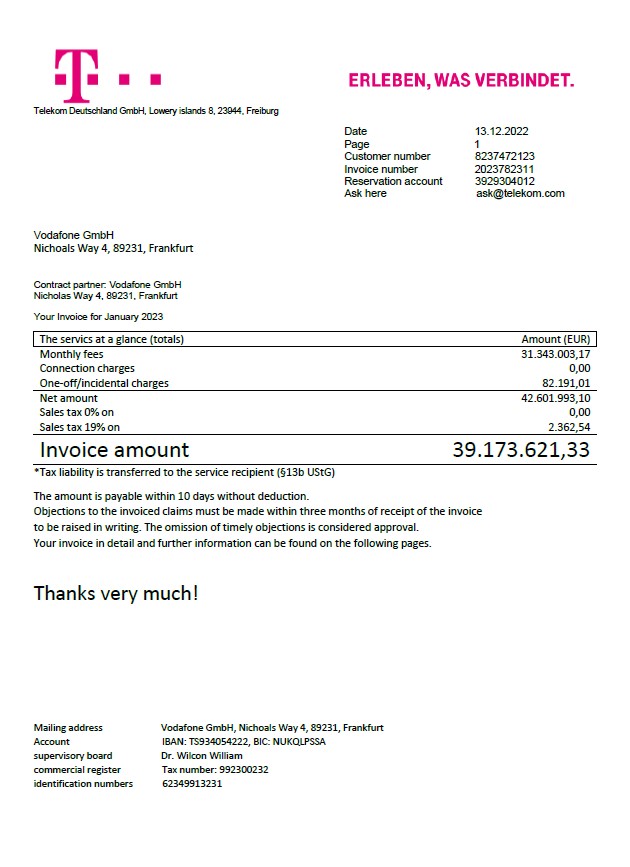 T
ERLEBEN, WAS VERBINDET.
Telekom Deutschland GmbH, Lowery islands 8, 23944, Freiburg
Date 13.12.2022
Page 1
Customer number 8237472123
Invoice number 2023782311
Reservation account 3929304012
Ask here ask@telekom.com
Vodafone GmbH
Nichoals Way 4, 89231, Frankfurt
Contract partner: Vodafone GmbH
Nicholas Way 4, 89231, Frankfurt
Your Invoice for January 2023
The servics at a glance (totals) Amount (EUR)
Monthly fees 31.343.003,17
Connection charges 0,00
One-off/incidental charges 82.191,01
Net amount 42.601.993,10
Sales tax 0% on 0,00
Sales tax 19% on 2.362,54
Invoice amount 39.173.621,33
*Tax liability is transferred to the service recipient (§13b UStG)
The amount is payable within 10 days without deduction.
Objections to the invoiced claims must be made within three months of receipt of the invoice
to be raised in writing. The omission of timely objections is considered approval.
Your invoice in detail and further information can be found on the following pages.
Thanks very much!
Mailing address Vodafone GmbH, Nichoals Way 4, 89231, Frankfurt
Account IBAN: TS934054222, BIC: NUKQLPSSA
supervisory board Dr. Wilcon William
commercial register Tax number: 992300232
identification numbers 62349913231